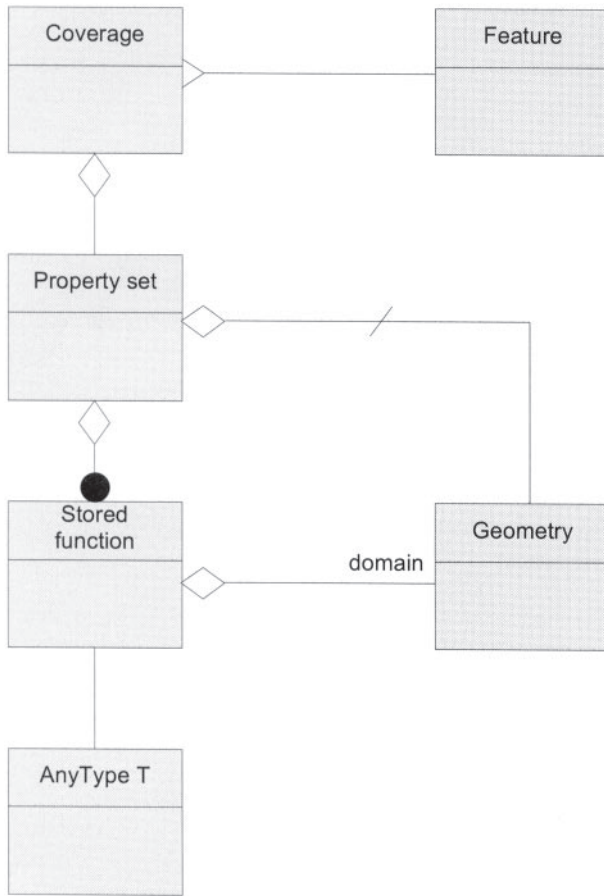 Coverage
Feature
Property set
Stored
function
Geometry
domain
AnyType T